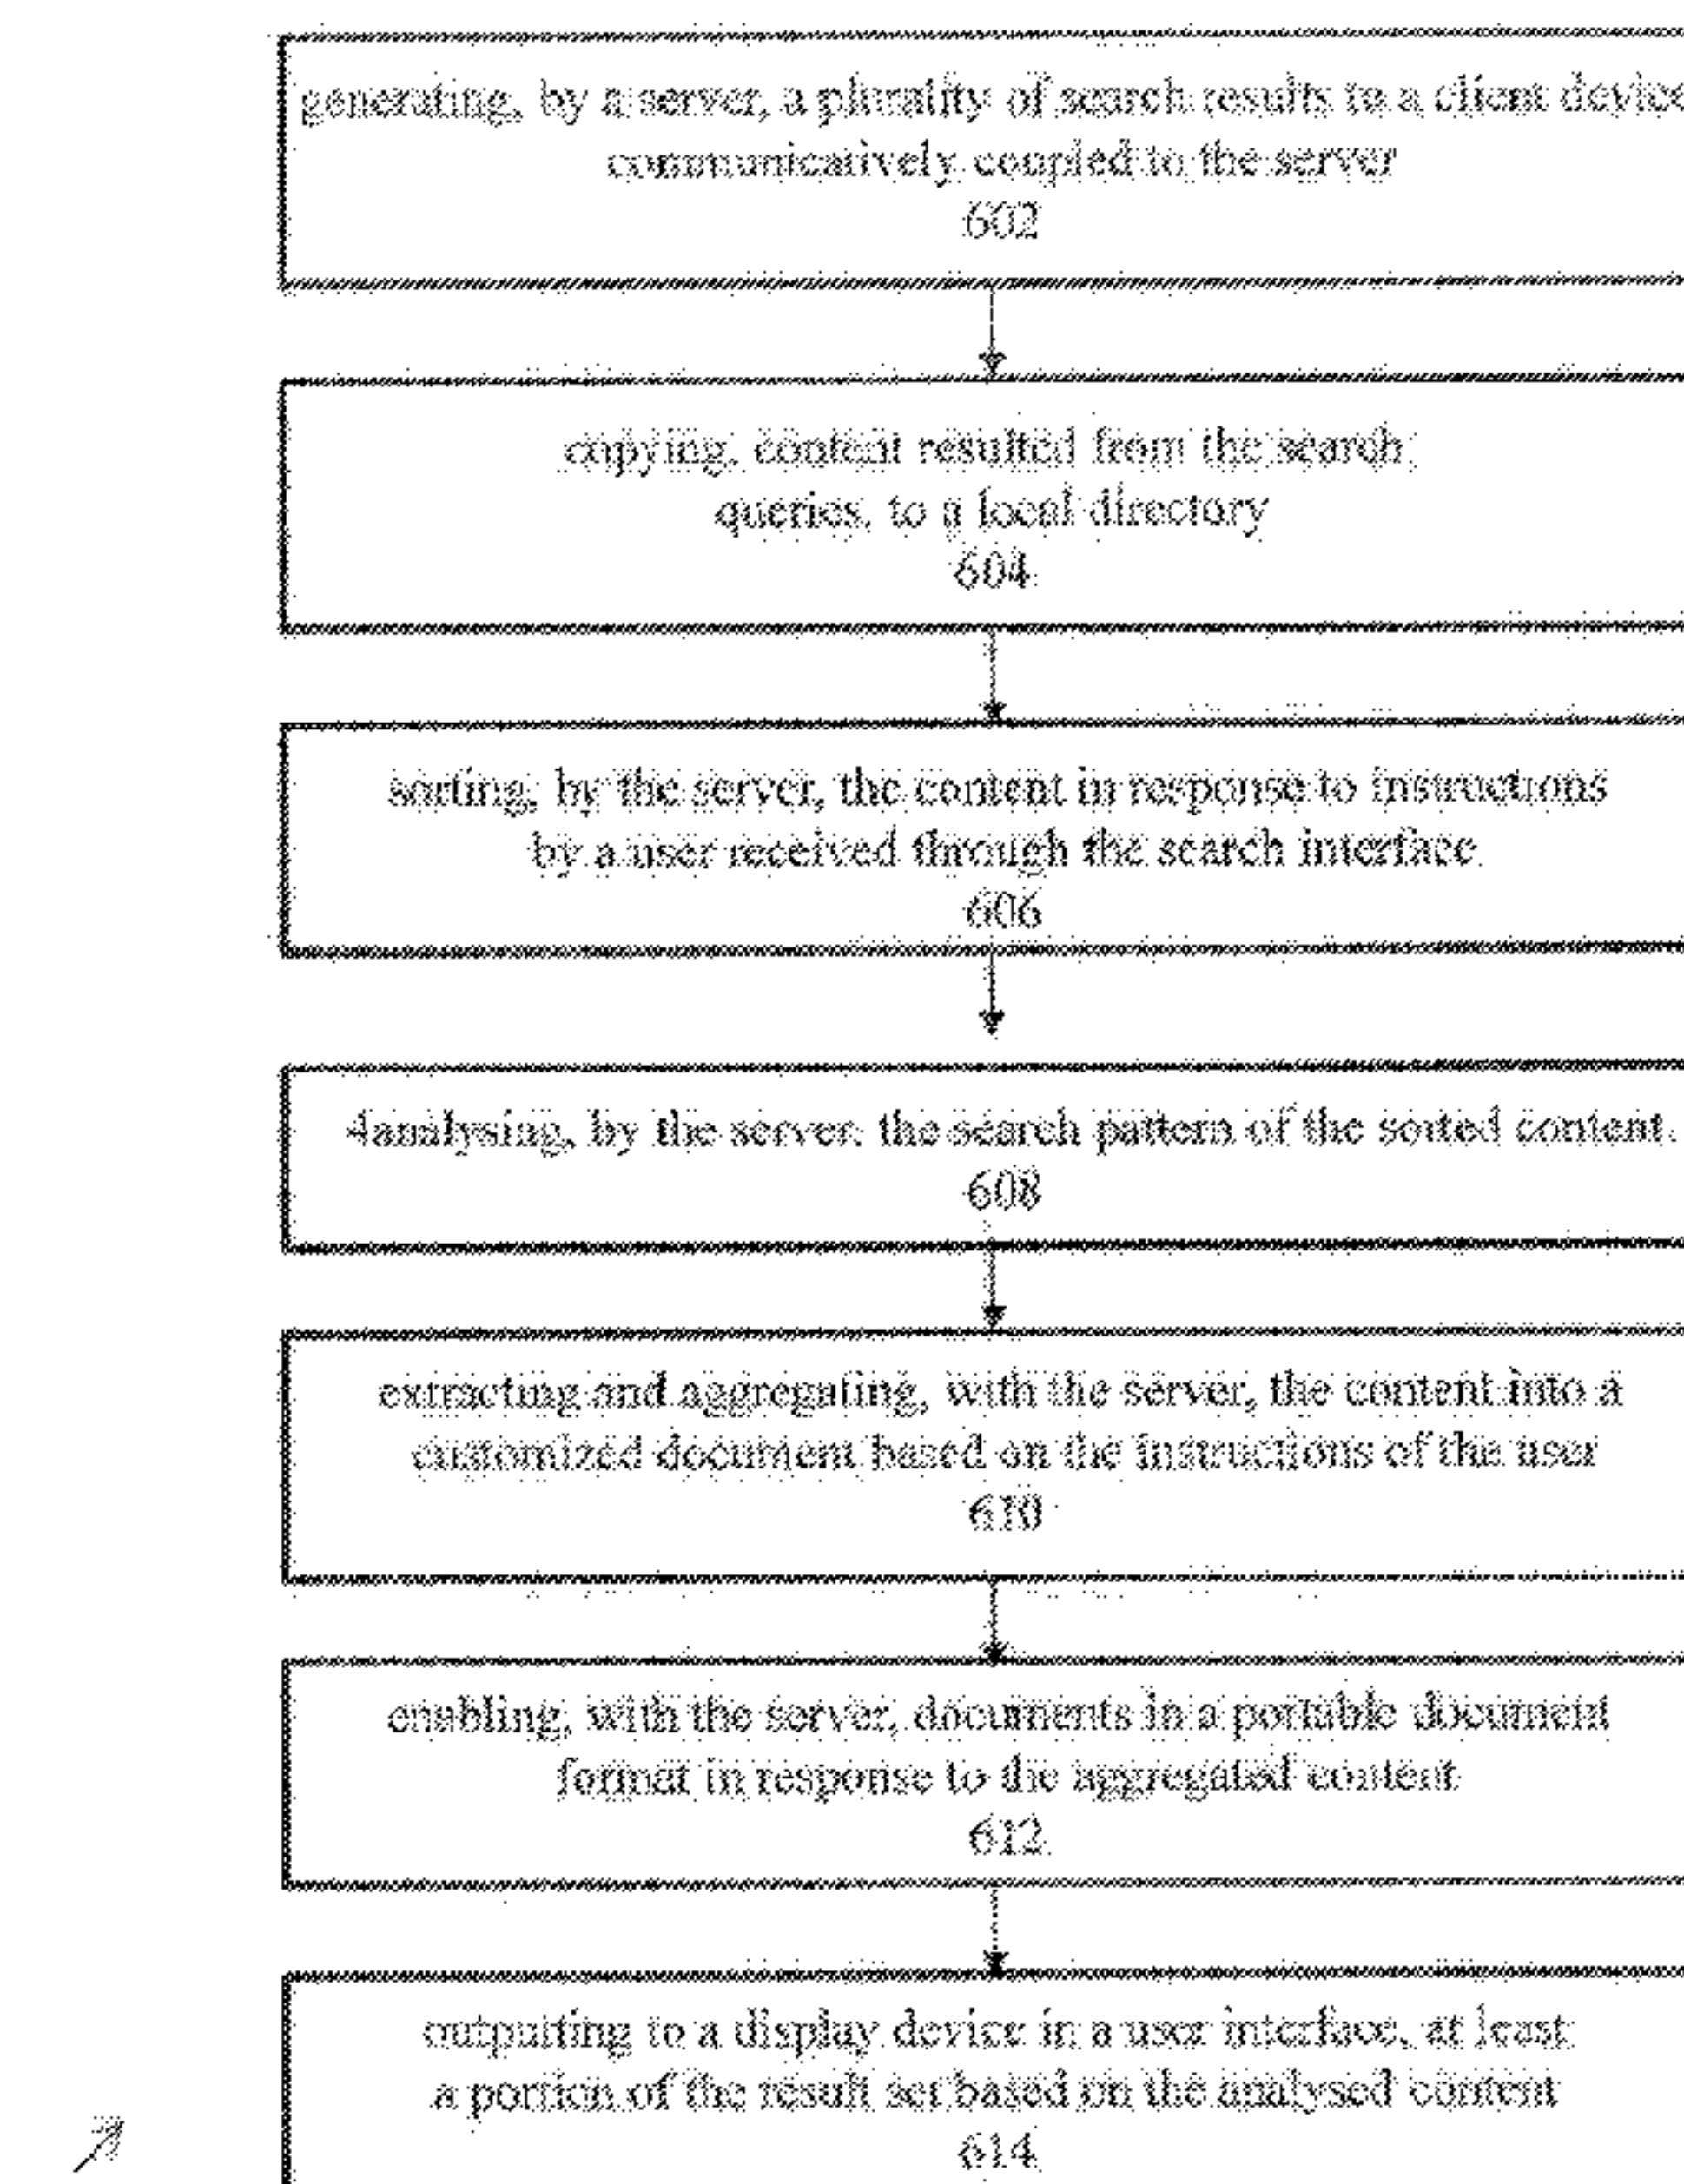 generating, by a server, a plurality of search results to a client device
communicatively coupled to the server
602
copying, content resulted from the search
queries, to a local directory
604
sorting, by the server, the content in response to instructions
by a user received through the search interface
606
4analysing, by the server, the search pattern of the sorted content.
608
extracting and aggregating, with the server, the content into a
customized document based on the instructions of the user
610
enabling, with the server, documents in a portable document
format in response to the aggregated content
612
outputting to a display device in a user interface, at least
a portion of the result set based on the analysed content
614